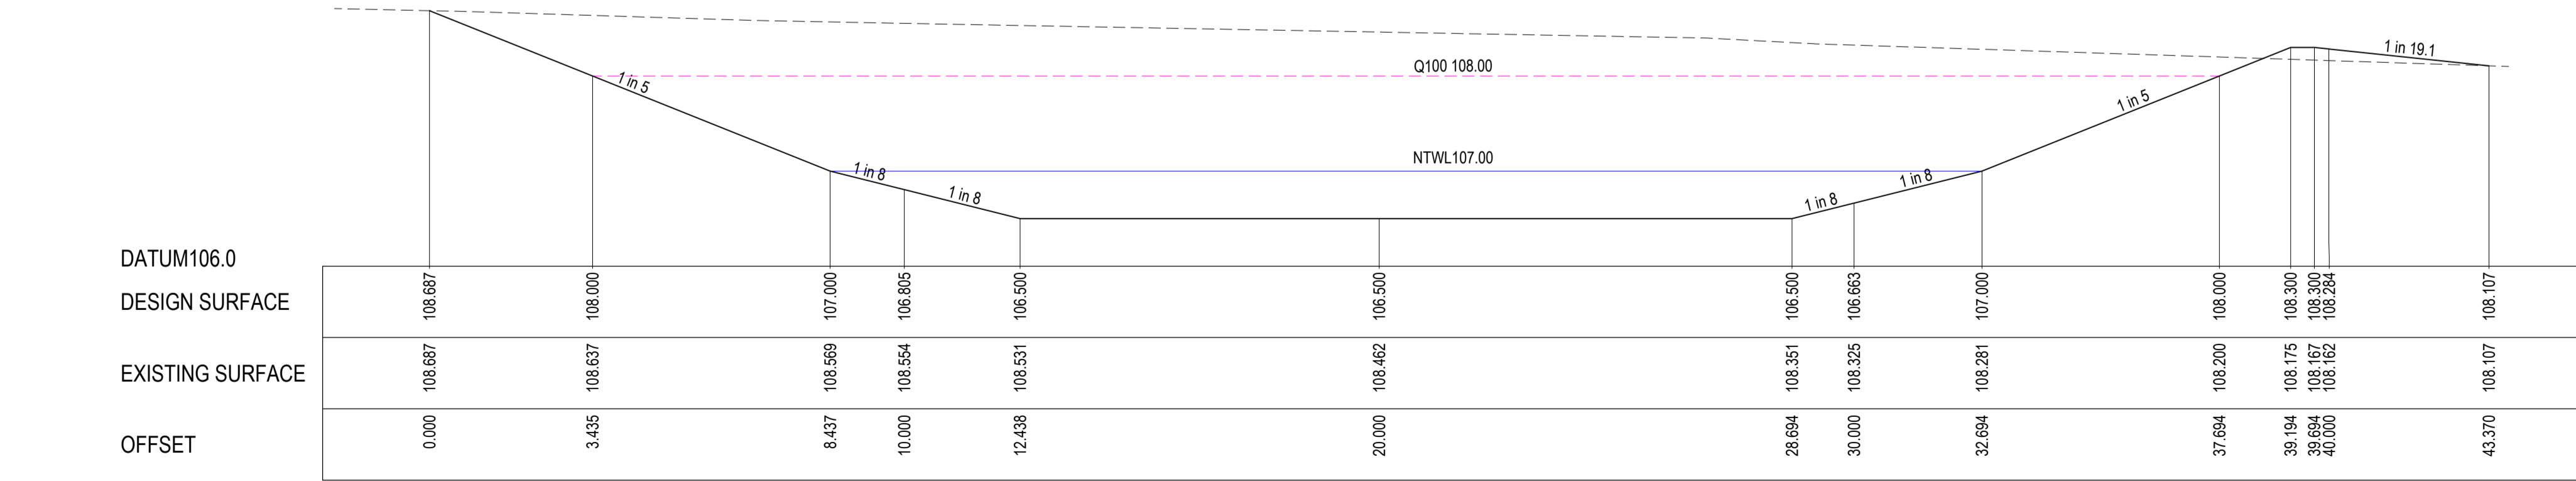 1 in 19.1
Q100 108.00
1 in 5
1 in 5
NTWL107.00
1 in 8
1 in 8
1 in 8
1 in 8
DATUM106.0
DESIGN SURFACE 108.687 108.000 107.000 106.805 106.500 106.500 106.500 106.663 107.000 108.000 108.300 108.300 108.284 108.107
EXISTING SURFACE 108.687 108.637 108.569 108.554 108.531 108.462 108.351 108.325 108.281 108.200 108.175 108.167 108.162 108.107
OFFSET 0.000 3.435 8.437 10.000 12.438 20.000 28.694 30.000 32.694 37.694 39.194 39.694 40.000 43.370